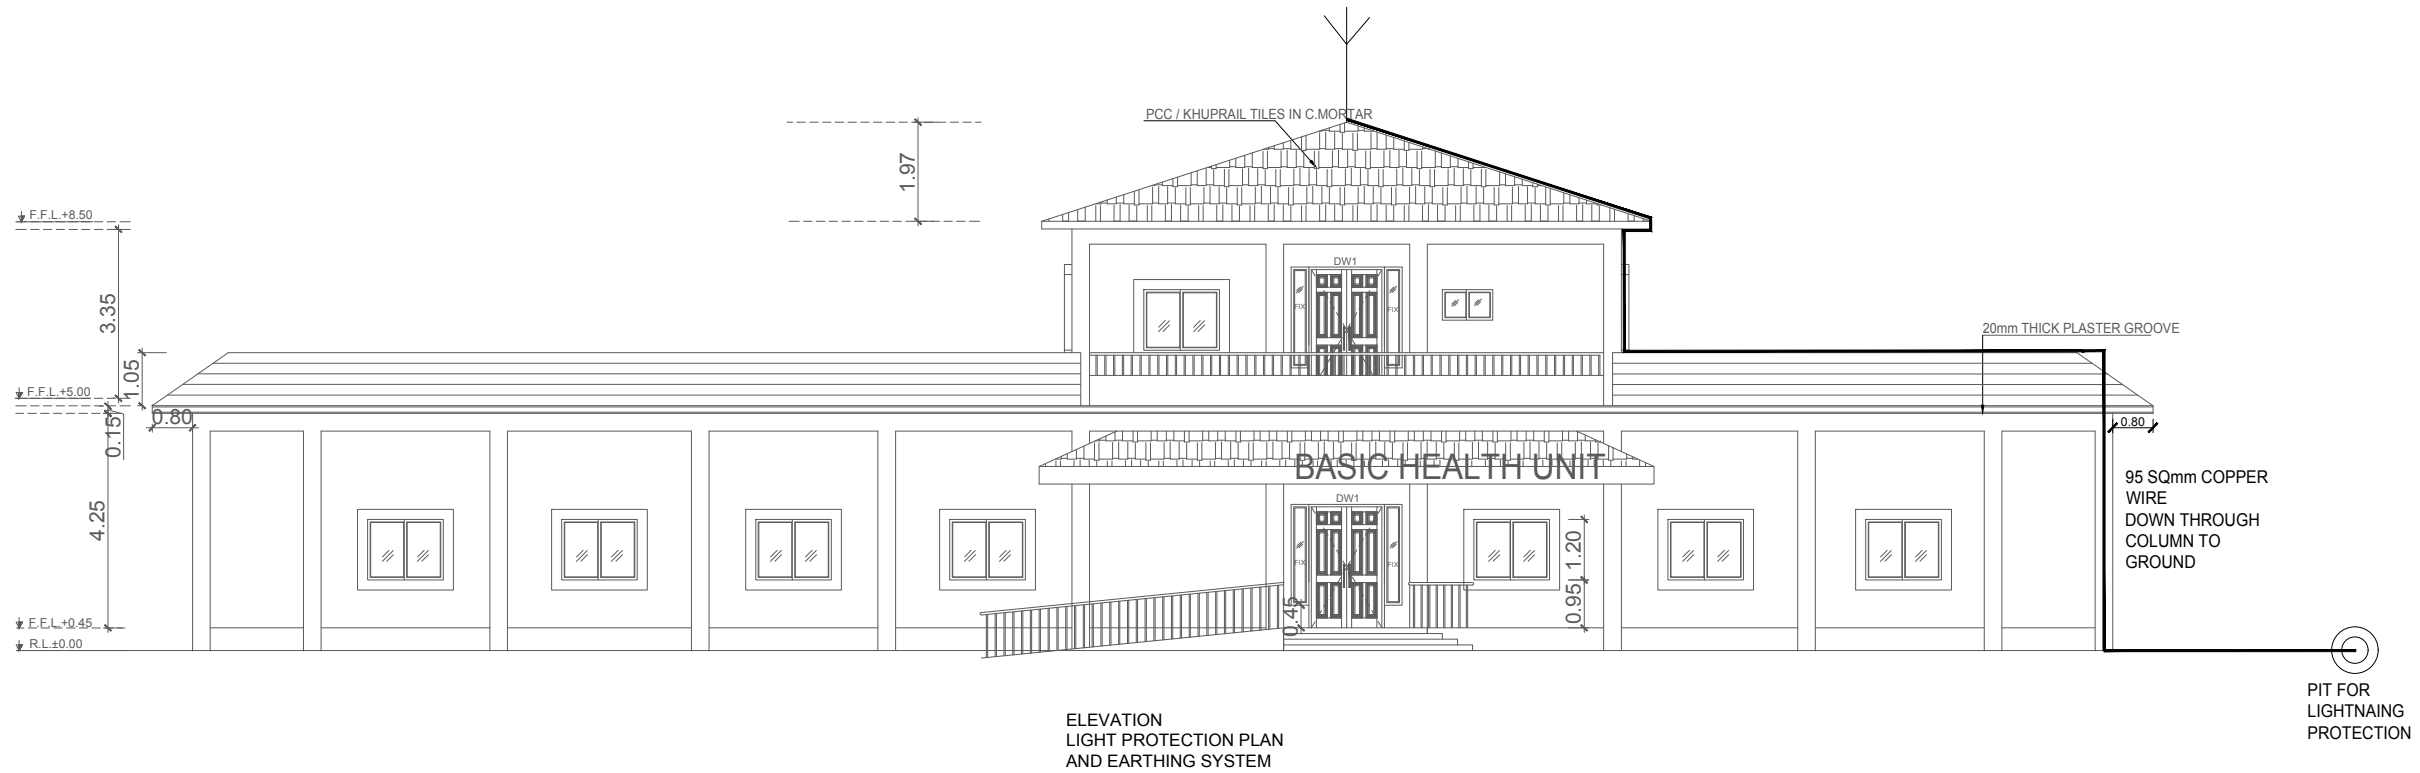 PCC / KHUPRAIL TILES IN C.MORTAR
1.97
F.F.L.+8.50
DW1
FIX
FIX
3.35
20mm THICK PLASTER GROOVE
1.05
F.F.L.+5.00
0.80
0.15
0.80
BASIC HEALTH UNIT
95 SQmm COPPER
WIRE
DOWN THROUGH
COLUMN TO
GROUND
DW1
4.25
1.20
FIX
FIX
0.95
0.45
F.F.L.+0.45
R.L.±0.00
PIT FOR
LIGHTNAING
PROTECTION
ELEVATION
LIGHT PROTECTION PLAN
AND EARTHING SYSTEM